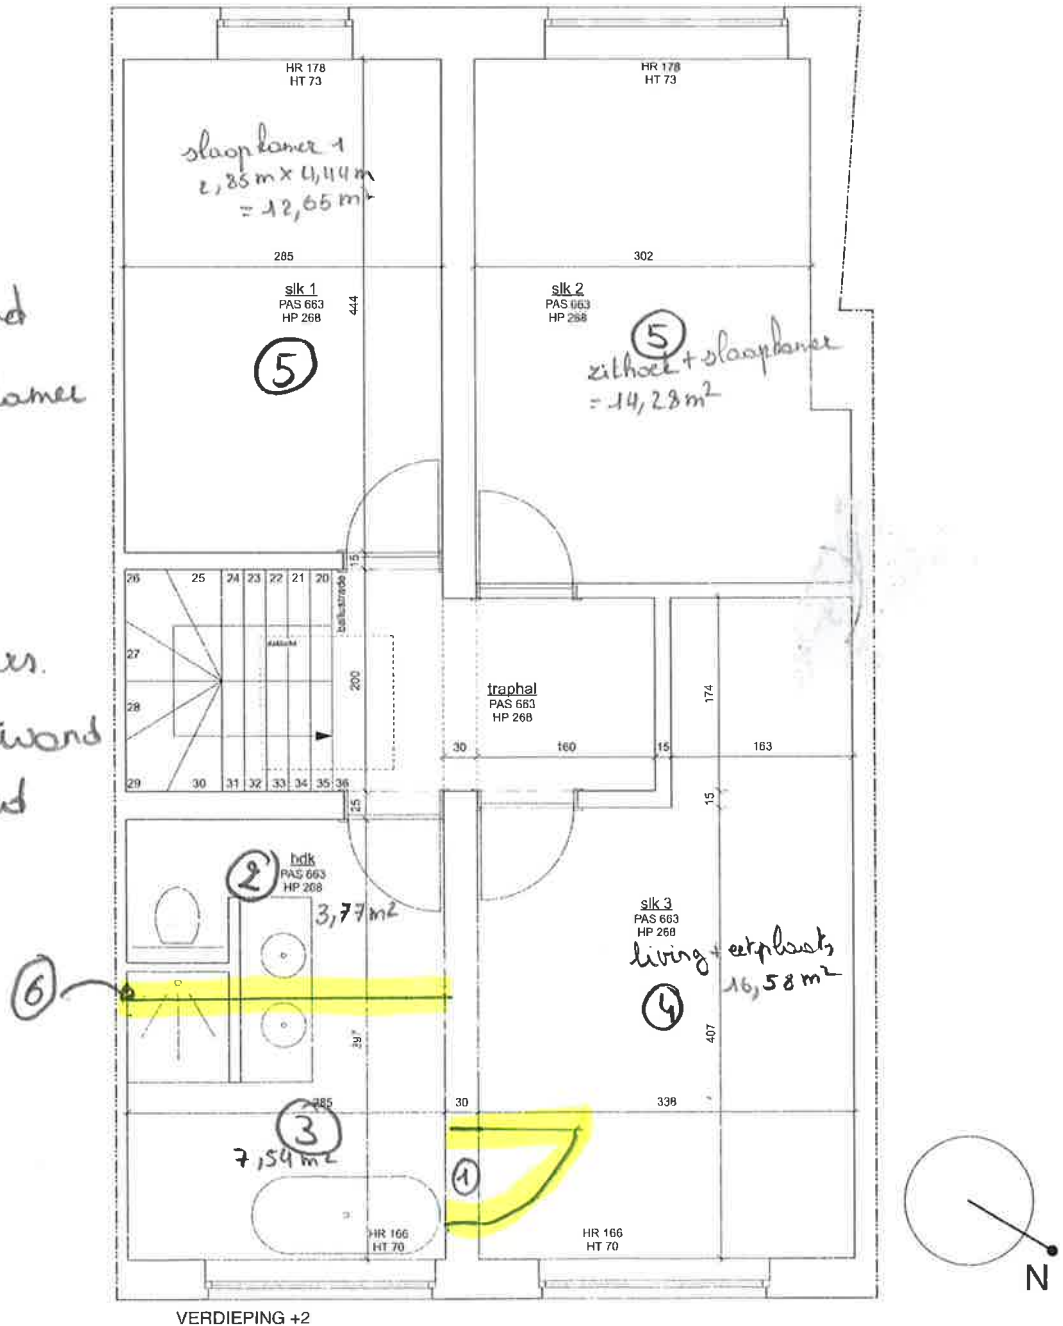 HR 178
HT 73
HR 178
HT 73
slaapkamer 1
2,85 m x 4,44 m
= 12,65 m²
285
302
slk 1
PAS 663
HP 268
444
5
slk 2
PAS 663
HP 268
5
zithoek + slaapkamer
= 14,28 m²
15
26 25 24 23 22 21 20
ballustrade
27
28
200
29 30 31 32 33 34 35 36
25
traphal
PAS 663
HP 268
30 160 15 163
174
15
2
hdk
PAS 663
HP 268
3,77 m²
6
397
slk 3
PAS 663
HP 268
living + eetplaats
16,58 m²
4
407
285 30 338
3
7,54 m²
1
HR 166
HT 70
HR 166
HT 70
N
VERDIEPING +2